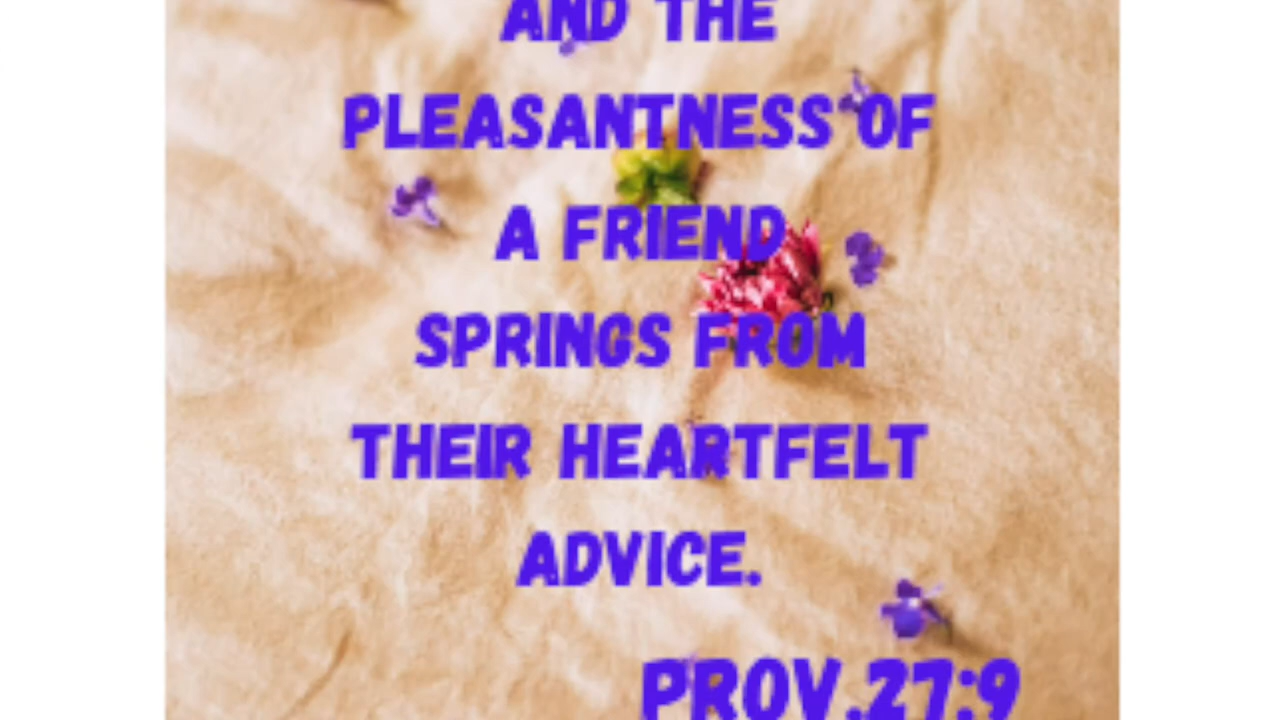 AND THE
PLEASANTNESS OF
A FRIEND
SPRINGS FROM
THEIR HEARTFELT
ADVICE.
PROV.27:9